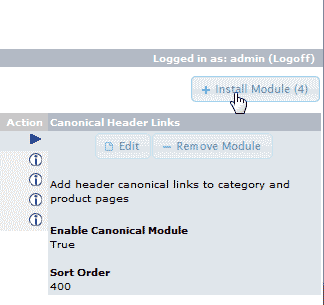 Logged in as: admin (Logoff)
+ Install Module (4)
Action
Canonical Header Links
Edit
− Remove Module
Add header canonical links to category and
product pages
Enable Canonical Module
True
Sort Order
400